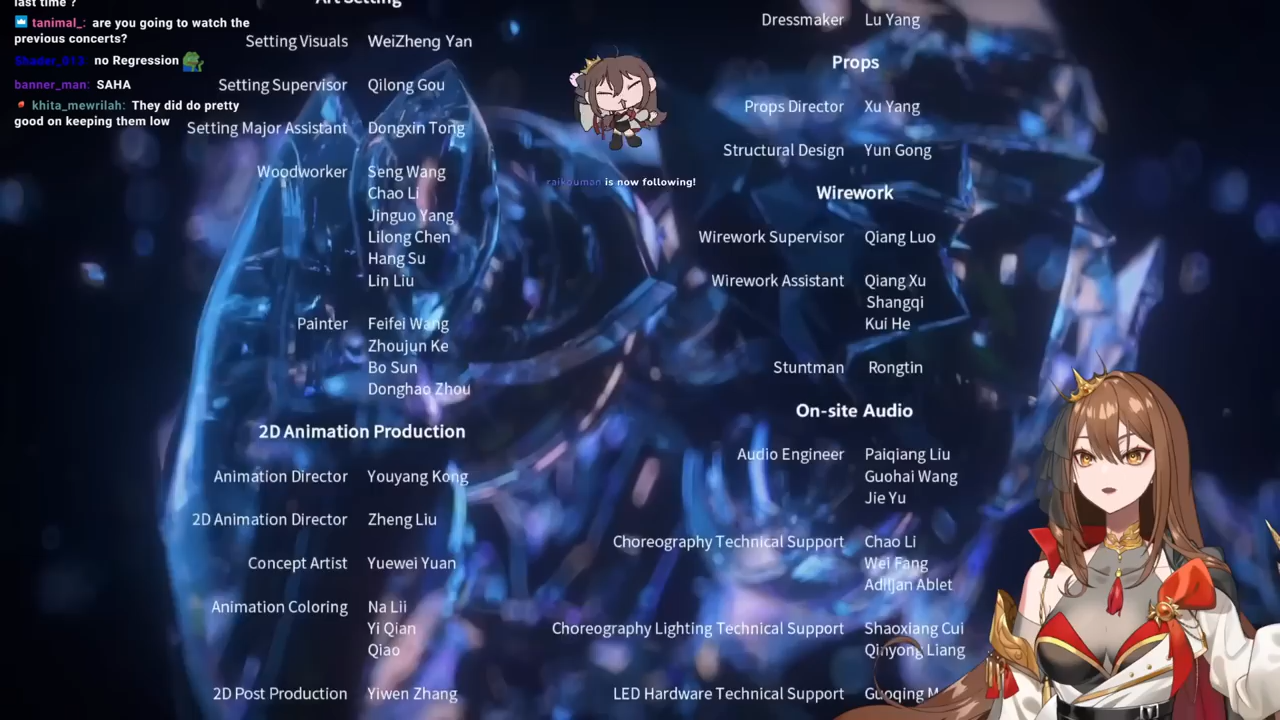 last time ?
tanimal_: are you going to watch the
previous concerts?
Shader_013: no Regression
banner_man: SAHA
khita_mewrilah: They did do pretty
good on keeping them low
raikouman is now following!
Art Setting
Setting Visuals WeiZheng Yan
Setting Supervisor Qilong Gou
Setting Major Assistant Dongxin Tong
Woodworker Seng Wang
Chao Li
Jinguo Yang
Lilong Chen
Hang Su
Lin Liu
Painter Feifei Wang
Zhoujun Ke
Bo Sun
Donghao Zhou
2D Animation Production
Animation Director Youyang Kong
2D Animation Director Zheng Liu
Concept Artist Yuewei Yuan
Animation Coloring Na Lii
Yi Qian
Qiao
2D Post Production Yiwen Zhang
Dressmaker Lu Yang
Props
Props Director Xu Yang
Structural Design Yun Gong
Wirework
Wirework Supervisor Qiang Luo
Wirework Assistant Qiang Xu
Shangqi
Kui He
Stuntman Rongtin
On-site Audio
Audio Engineer Paiqiang Liu
Guohai Wang
Jie Yu
Choreography Technical Support Chao Li
Wei Fang
Adiljan Ablet
Choreography Lighting Technical Support Shaoxiang Cui
Qinyong Liang
LED Hardware Technical Support Guoqing